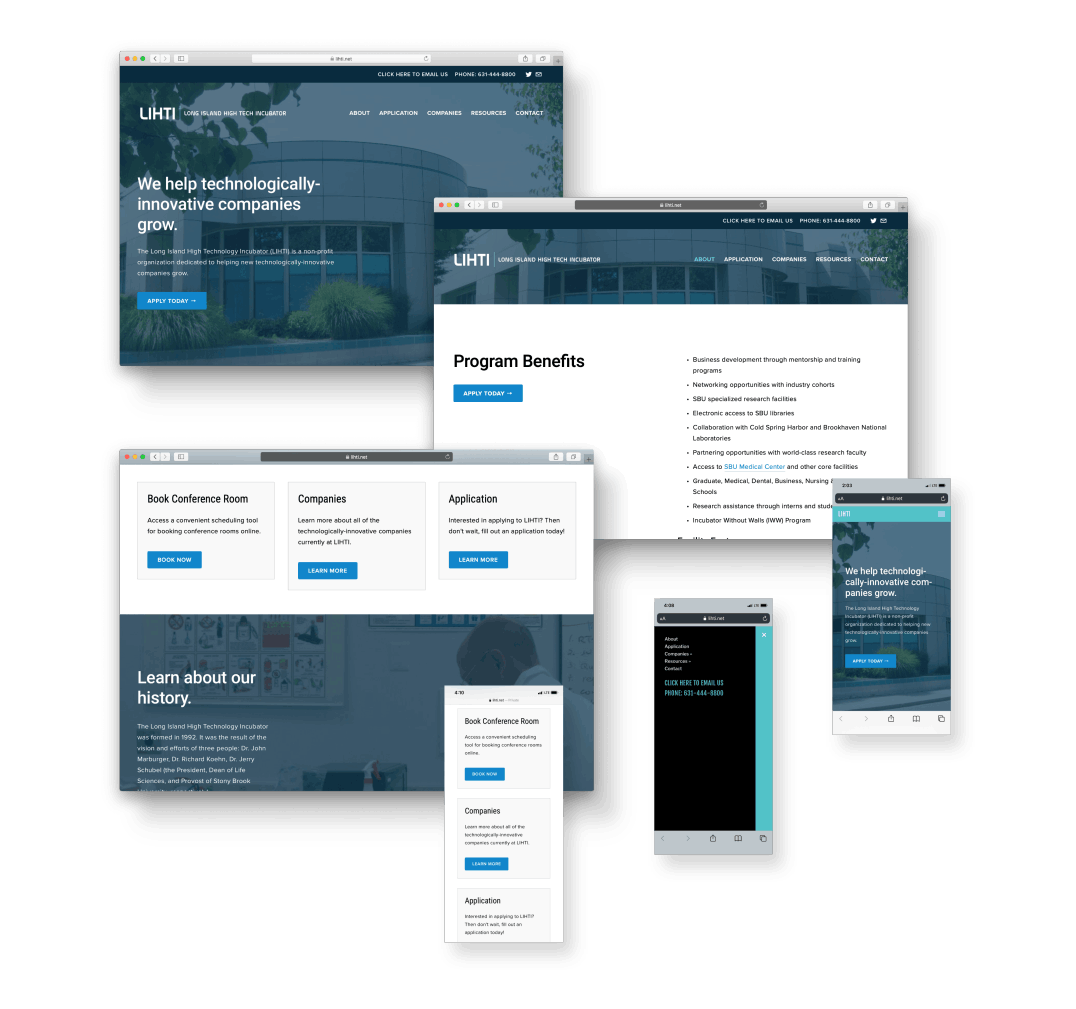 lihti.net
CLICK HERE TO EMAIL US PHONE: 631-444-8800
LIHTI LONG ISLAND HIGH TECH INCUBATOR
ABOUT APPLICATION COMPANIES RESOURCES CONTACT
We help technologically-
innovative companies
grow.
The Long Island High Technology Incubator (LIHTI) is a non-profit
organization dedicated to helping new technologically-innovative
companies grow.
APPLY TODAY →
lihti.net
CLICK HERE TO EMAIL US PHONE: 631-444-8800
LIHTI LONG ISLAND HIGH TECH INCUBATOR
ABOUT APPLICATION COMPANIES RESOURCES CONTACT
Program Benefits
APPLY TODAY →
• Business development through mentorship and training
programs
• Networking opportunities with industry cohorts
• SBU specialized research facilities
• Electronic access to SBU libraries
• Collaboration with Cold Spring Harbor and Brookhaven National
Laboratories
• Partnering opportunities with world-class research faculty
• Access to SBU Medical Center and other core facilities
• Graduate, Medical, Dental, Business, Nursing &
Schools
• Research assistance through interns and
• Incubator Without Walls (IWW) Program
lihti.net
Book Conference Room
Access a convenient scheduling tool
for booking conference rooms online.
BOOK NOW
Companies
Learn more about all of the
technologically-innovative companies
currently at LIHTI.
LEARN MORE
Application
Interested in applying to LIHTI? Then
don't wait, fill out an application today!
LEARN MORE
Learn about our
history.
The Long Island High Technology Incubator
was formed in 1992. It was the result of the
vision and efforts of three people: Dr. John
Marburger, Dr. Richard Koehn, Dr. Jerry
Schubel (the President, Dean of Life
Sciences, and Provost of Stony Brook
4:10 LTE
lihti.net — Private
Book Conference Room
Access a convenient scheduling
tool for booking conference rooms
online.
BOOK NOW
Companies
Learn more about all of the
technologically-innovative
companies currently at LIHTI.
LEARN MORE
Application
Interested in applying to LIHTI?
Then don't wait, fill out an
application today!
4:08 LTE
AA lihti.net
About
Application
Companies +
Resources +
Contact
CLICK HERE TO EMAIL US
PHONE: 631-444-8800
2:03 LTE
AA lihti.net
LIHTI
We help technologi-
cally-innovative com-
panies grow.
The Long Island High Technology
Incubator (LIHTI) is a non-profit
organization dedicated to helping new
technologically-innovative companies
grow.
APPLY TODAY →